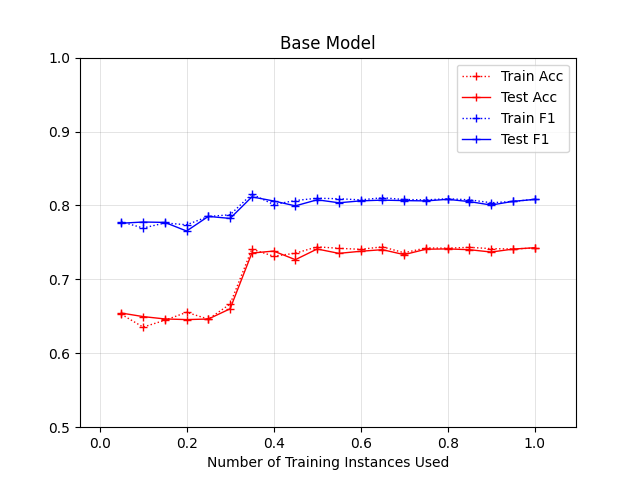 Base Model
1.0
0.9
0.8
0.7
0.6
0.5
Train Acc
Test Acc
Train F1
Test F1
0.0 0.2 0.4 0.6 0.8 1.0
Number of Training Instances Used